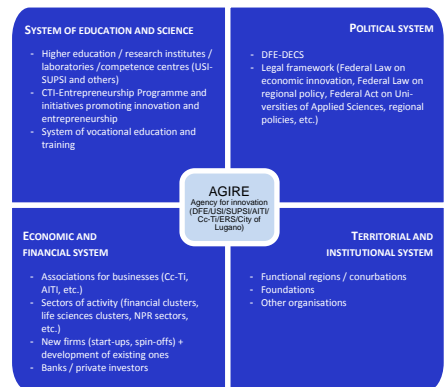 SYSTEM OF EDUCATION AND SCIENCE
- Higher education / research institutes /
laboratories /competence centres (USI-
SUPSI and others)
- CTI-Entrepreneurship Programme and
initiatives promoting innovation and
entrepreneurship
- System of vocational education and
training
POLITICAL SYSTEM
- DFE-DECS
- Legal framework (Federal Law on
economic innovation, Federal Law on
regional policy, Federal Act on Uni-
versities of Applied Sciences, regional
policies, etc.)
AGIRE
Agency for innovation
(DFE/USI/SUPSI/AITI/
Cc-Ti/ERS/City of
Lugano)
ECONOMIC AND
FINANCIAL SYSTEM
- Associations for businesses (Cc-Ti,
AITI, etc.)
- Sectors of activity (financial clusters,
life sciences clusters, NPR sectors,
etc.)
- New firms (start-ups, spin-offs) +
development of existing ones
- Banks / private investors
TERRITORIAL AND
INSTITUTIONAL SYSTEM
- Functional regions / conurbations
- Foundations
- Other organisations